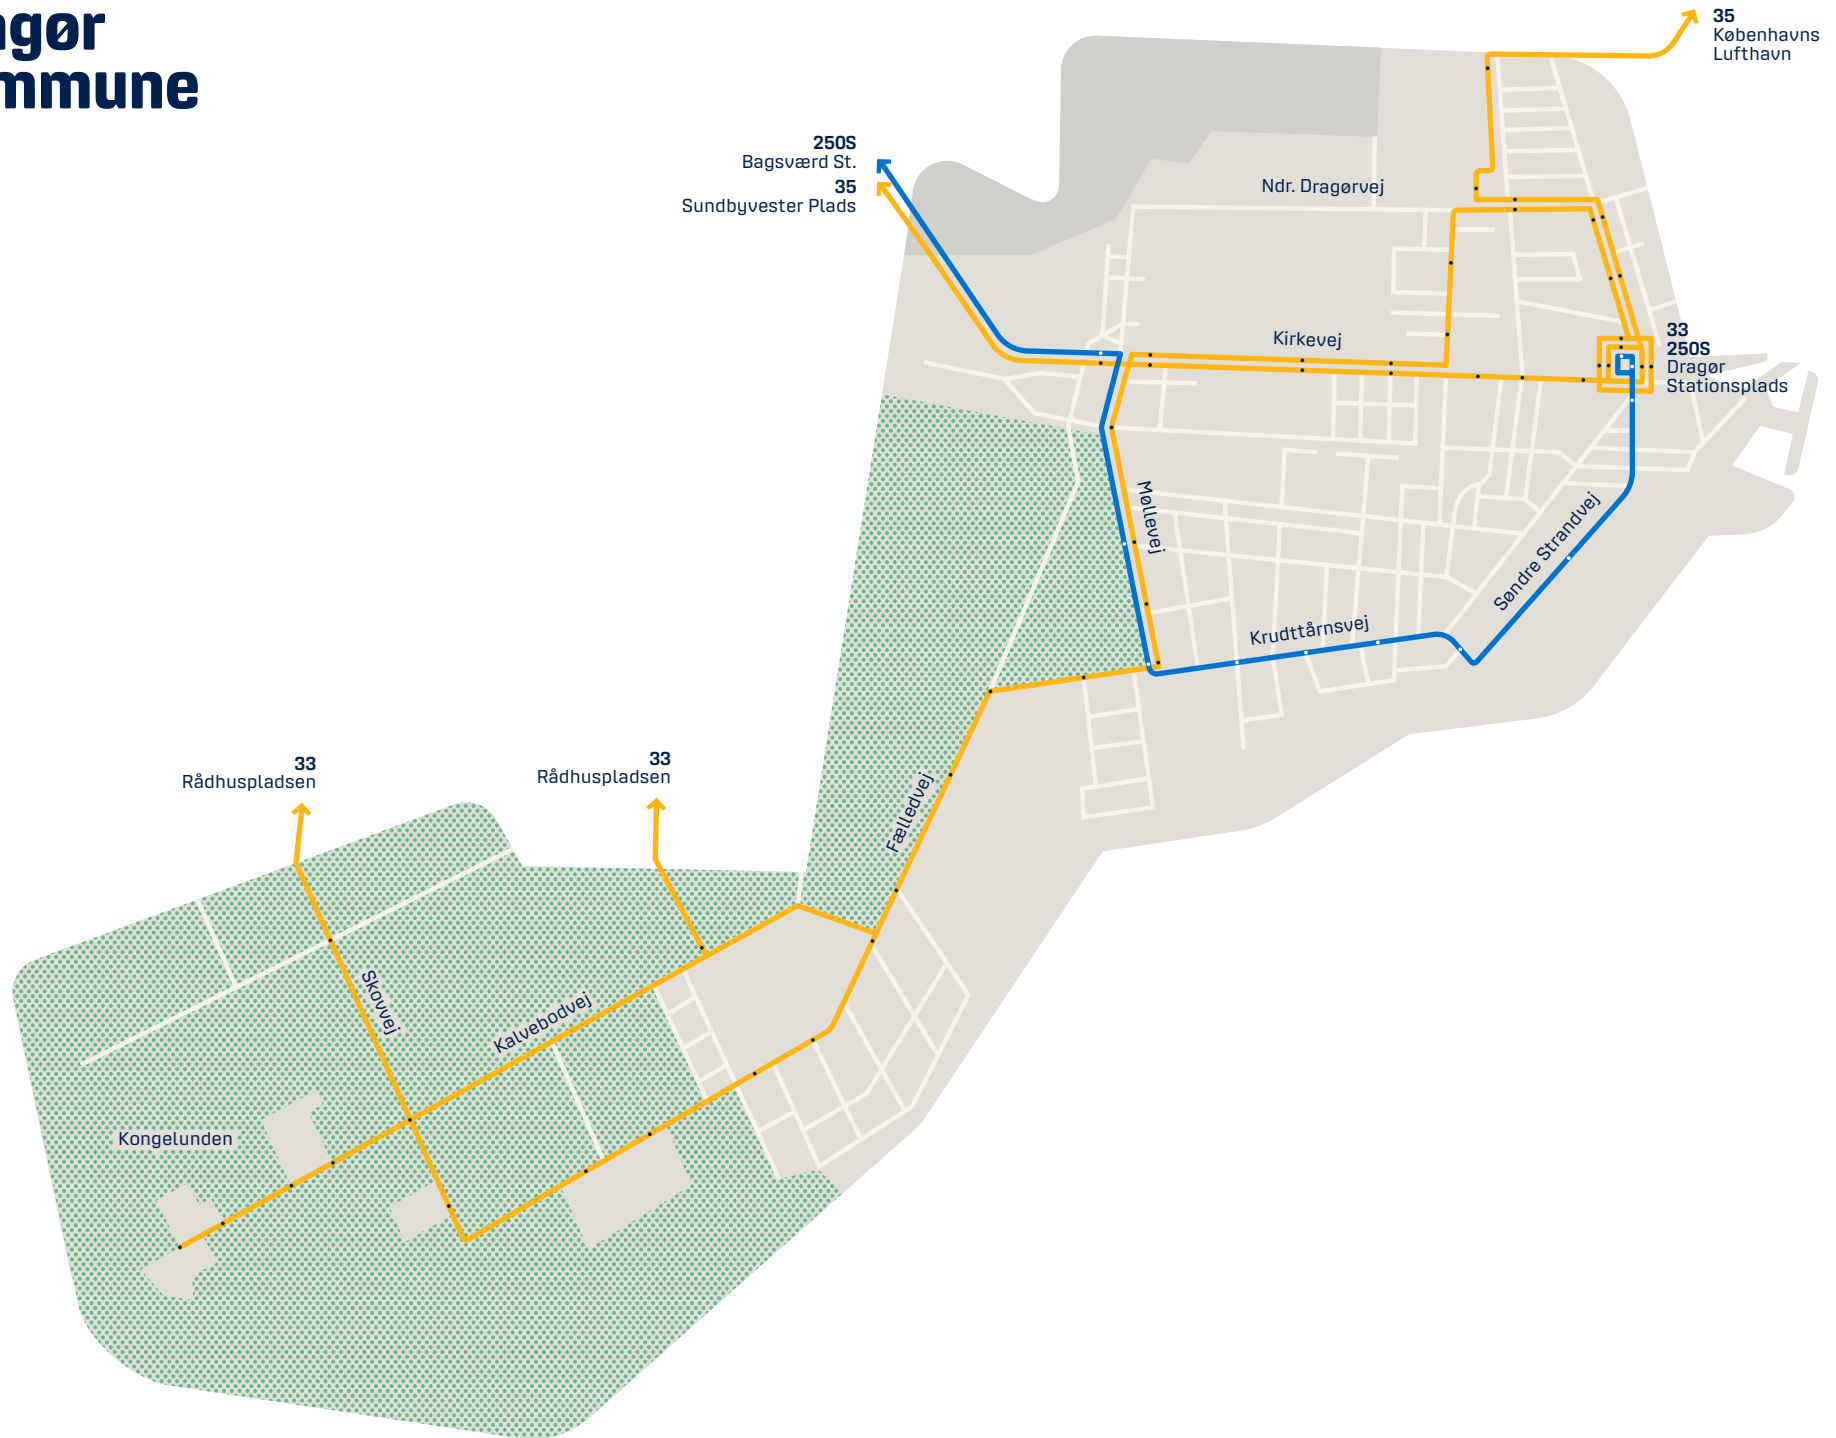 agør
mmune
35
Københavns
Lufthavn
250S
Bagsværd St.
35
Sundbyvester Plads
Ndr. Dragørvej
Kirkevej
33
250S
Dragør
Stationsplads
Møllevej
Søndre Strandvej
Krudttårnsvej
33
Rådhuspladsen
33
Rådhuspladsen
Fælledvej
Skovvej
Kalvebodvej
Kongelunden